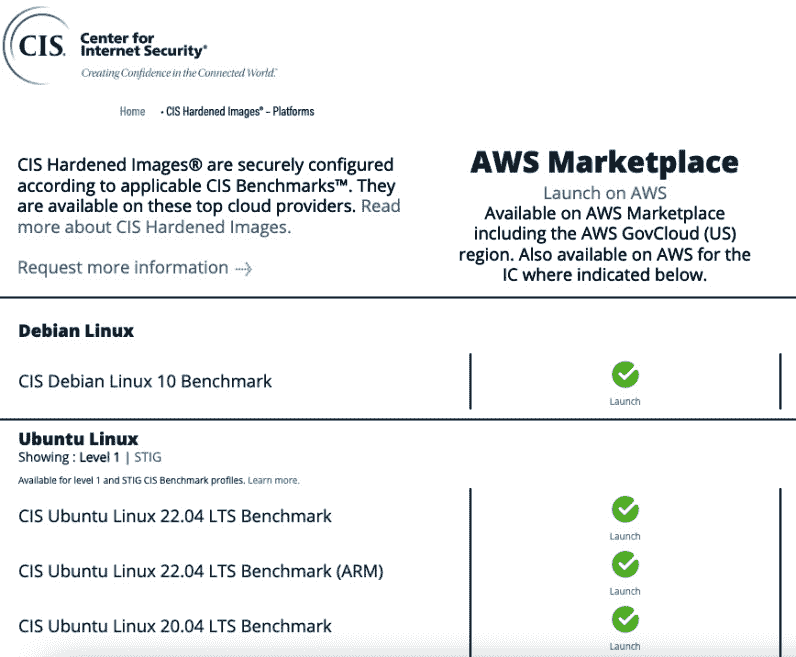 CIS.
Center for
Internet Security®
Creating Confidence in the Connected World.™
Home • CIS Hardened Images® – Platforms
CIS Hardened Images® are securely configured
according to applicable CIS Benchmarks™. They
are available on these top cloud providers. Read
more about CIS Hardened Images.
Request more information
AWS Marketplace
Launch on AWS
Available on AWS Marketplace
including the AWS GovCloud (US)
region. Also available on AWS for the
IC where indicated below.
Debian Linux
CIS Debian Linux 10 Benchmark
Launch
Ubuntu Linux
Showing : Level 1 | STIG
Available for level 1 and STIG CIS Benchmark profiles. Learn more.
CIS Ubuntu Linux 22.04 LTS Benchmark
Launch
CIS Ubuntu Linux 22.04 LTS Benchmark (ARM)
Launch
CIS Ubuntu Linux 20.04 LTS Benchmark
Launch